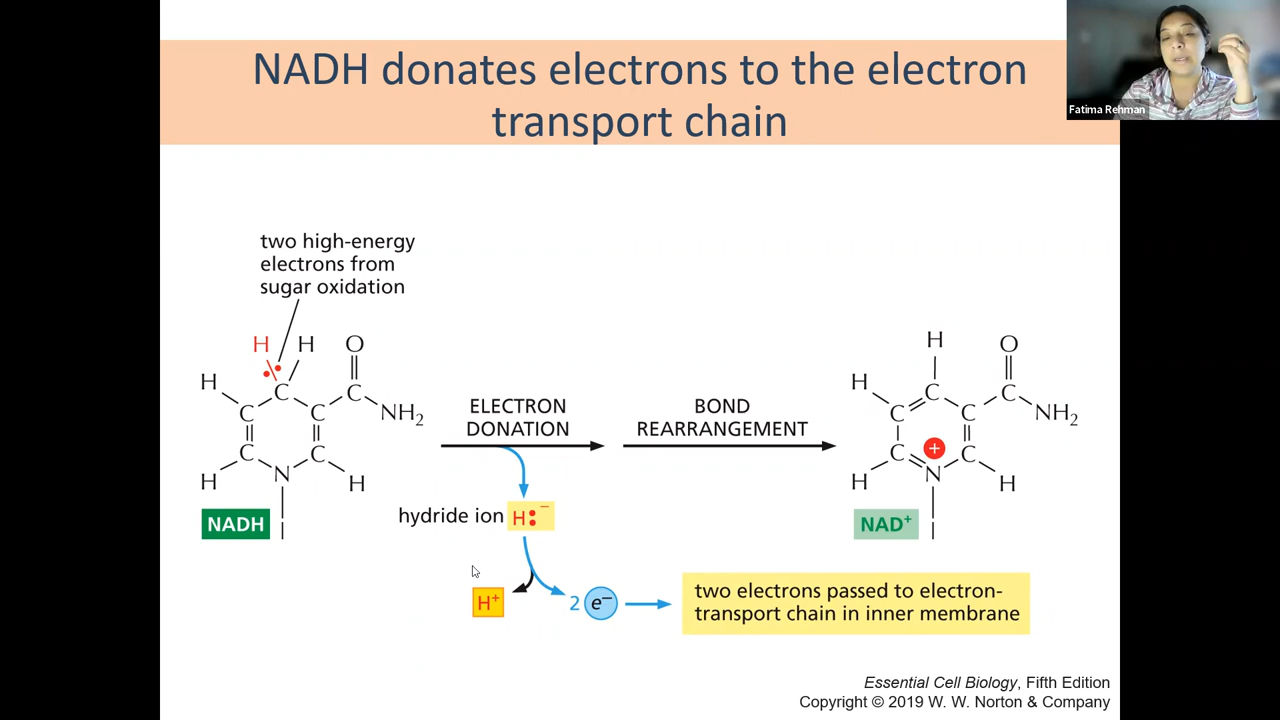 NADH donates electrons to the electron
transport chain
Fatima Rehman
two high-energy
electrons from
sugar oxidation
H H O
H C C
C C NH₂
C C
H N H
NADH
ELECTRON
DONATION
BOND
REARRANGEMENT
hydride ion H:⁻
H⁺
2 e⁻
H O
H C C
C C NH₂
C + C
H N H
NAD⁺
two electrons passed to electron-
transport chain in inner membrane
Essential Cell Biology, Fifth Edition
Copyright © 2019 W. W. Norton & Company